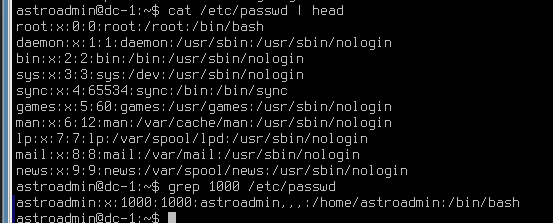 astroadmin@dc-1:~$ cat /etc/passwd | head
root:x:0:0:root:/root:/bin/bash
daemon:x:1:1:daemon:/usr/sbin:/usr/sbin/nologin
bin:x:2:2:bin:/bin:/usr/sbin/nologin
sys:x:3:3:sys:/dev:/usr/sbin/nologin
sync:x:4:65534:sync:/bin:/bin/sync
games:x:5:60:games:/usr/games:/usr/sbin/nologin
man:x:6:12:man:/var/cache/man:/usr/sbin/nologin
lp:x:7:7:lp:/var/spool/lpd:/usr/sbin/nologin
mail:x:8:8:mail:/var/mail:/usr/sbin/nologin
news:x:9:9:news:/var/spool/news:/usr/sbin/nologin
astroadmin@dc-1:~$ grep 1000 /etc/passwd
astroadmin:x:1000:1000:astroadmin,,,:/home/astroadmin:/bin/bash
astroadmin@dc-1:~$